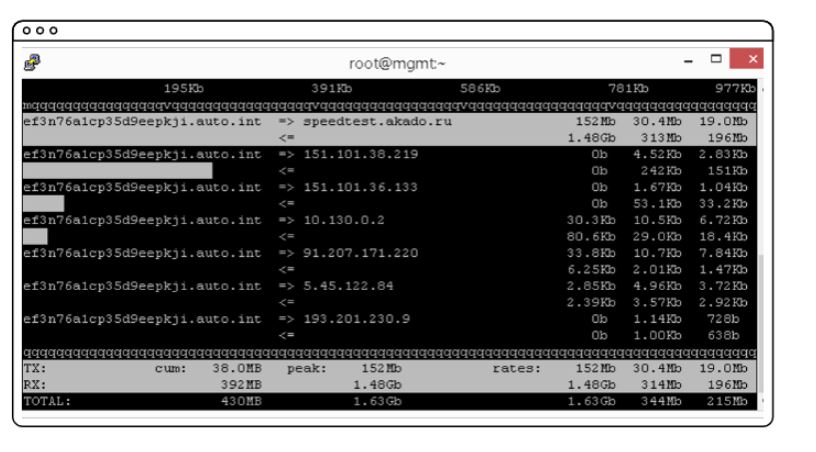 root@mgmt:~
195Kb 391Kb 586Kb 781Kb 977Kb
mqqqqqqqqqqqqqqqqqvqqqqqqqqqqqqqqqqqqvqqqqqqqqqqqqqqqqqqvqqqqqqqqqqqqqqqqqqvqqqqqqqqqqqqqqqqq
ef3n76a1cp35d9eepkji.auto.int => speedtest.akado.ru 152Mb 30.4Mb 19.0Mb
<= 1.48Gb 313Mb 196Mb
ef3n76a1cp35d9eepkji.auto.int => 151.101.38.219 0b 4.52Kb 2.83Kb
<= 0b 242Kb 151Kb
ef3n76a1cp35d9eepkji.auto.int => 151.101.36.133 0b 1.67Kb 1.04Kb
<= 0b 53.1Kb 33.2Kb
ef3n76a1cp35d9eepkji.auto.int => 10.130.0.2 30.3Kb 10.5Kb 6.72Kb
<= 80.6Kb 29.0Kb 18.4Kb
ef3n76a1cp35d9eepkji.auto.int => 91.207.171.220 33.8Kb 10.7Kb 7.84Kb
<= 6.25Kb 2.01Kb 1.47Kb
ef3n76a1cp35d9eepkji.auto.int => 5.45.122.84 2.85Kb 4.96Kb 3.72Kb
<= 2.39Kb 3.57Kb 2.92Kb
ef3n76a1cp35d9eepkji.auto.int => 193.201.230.9 0b 1.14Kb 728b
<= 0b 1.00Kb 638b
qqqqqqqqqqqqqqqqqqqqqqqqqqqqqqqqqqqqqqqqqqqqqqqqqqqqqqqqqqqqqqqqqqqqqqqqqqqqqqqqqqqqqqqqqq
TX: cum: 38.0MB peak: 152Mb rates: 152Mb 30.4Mb 19.0Mb
RX: 392MB 1.48Gb 1.48Gb 314Mb 196Mb
TOTAL: 430MB 1.63Gb 1.63Gb 344Mb 215Mb